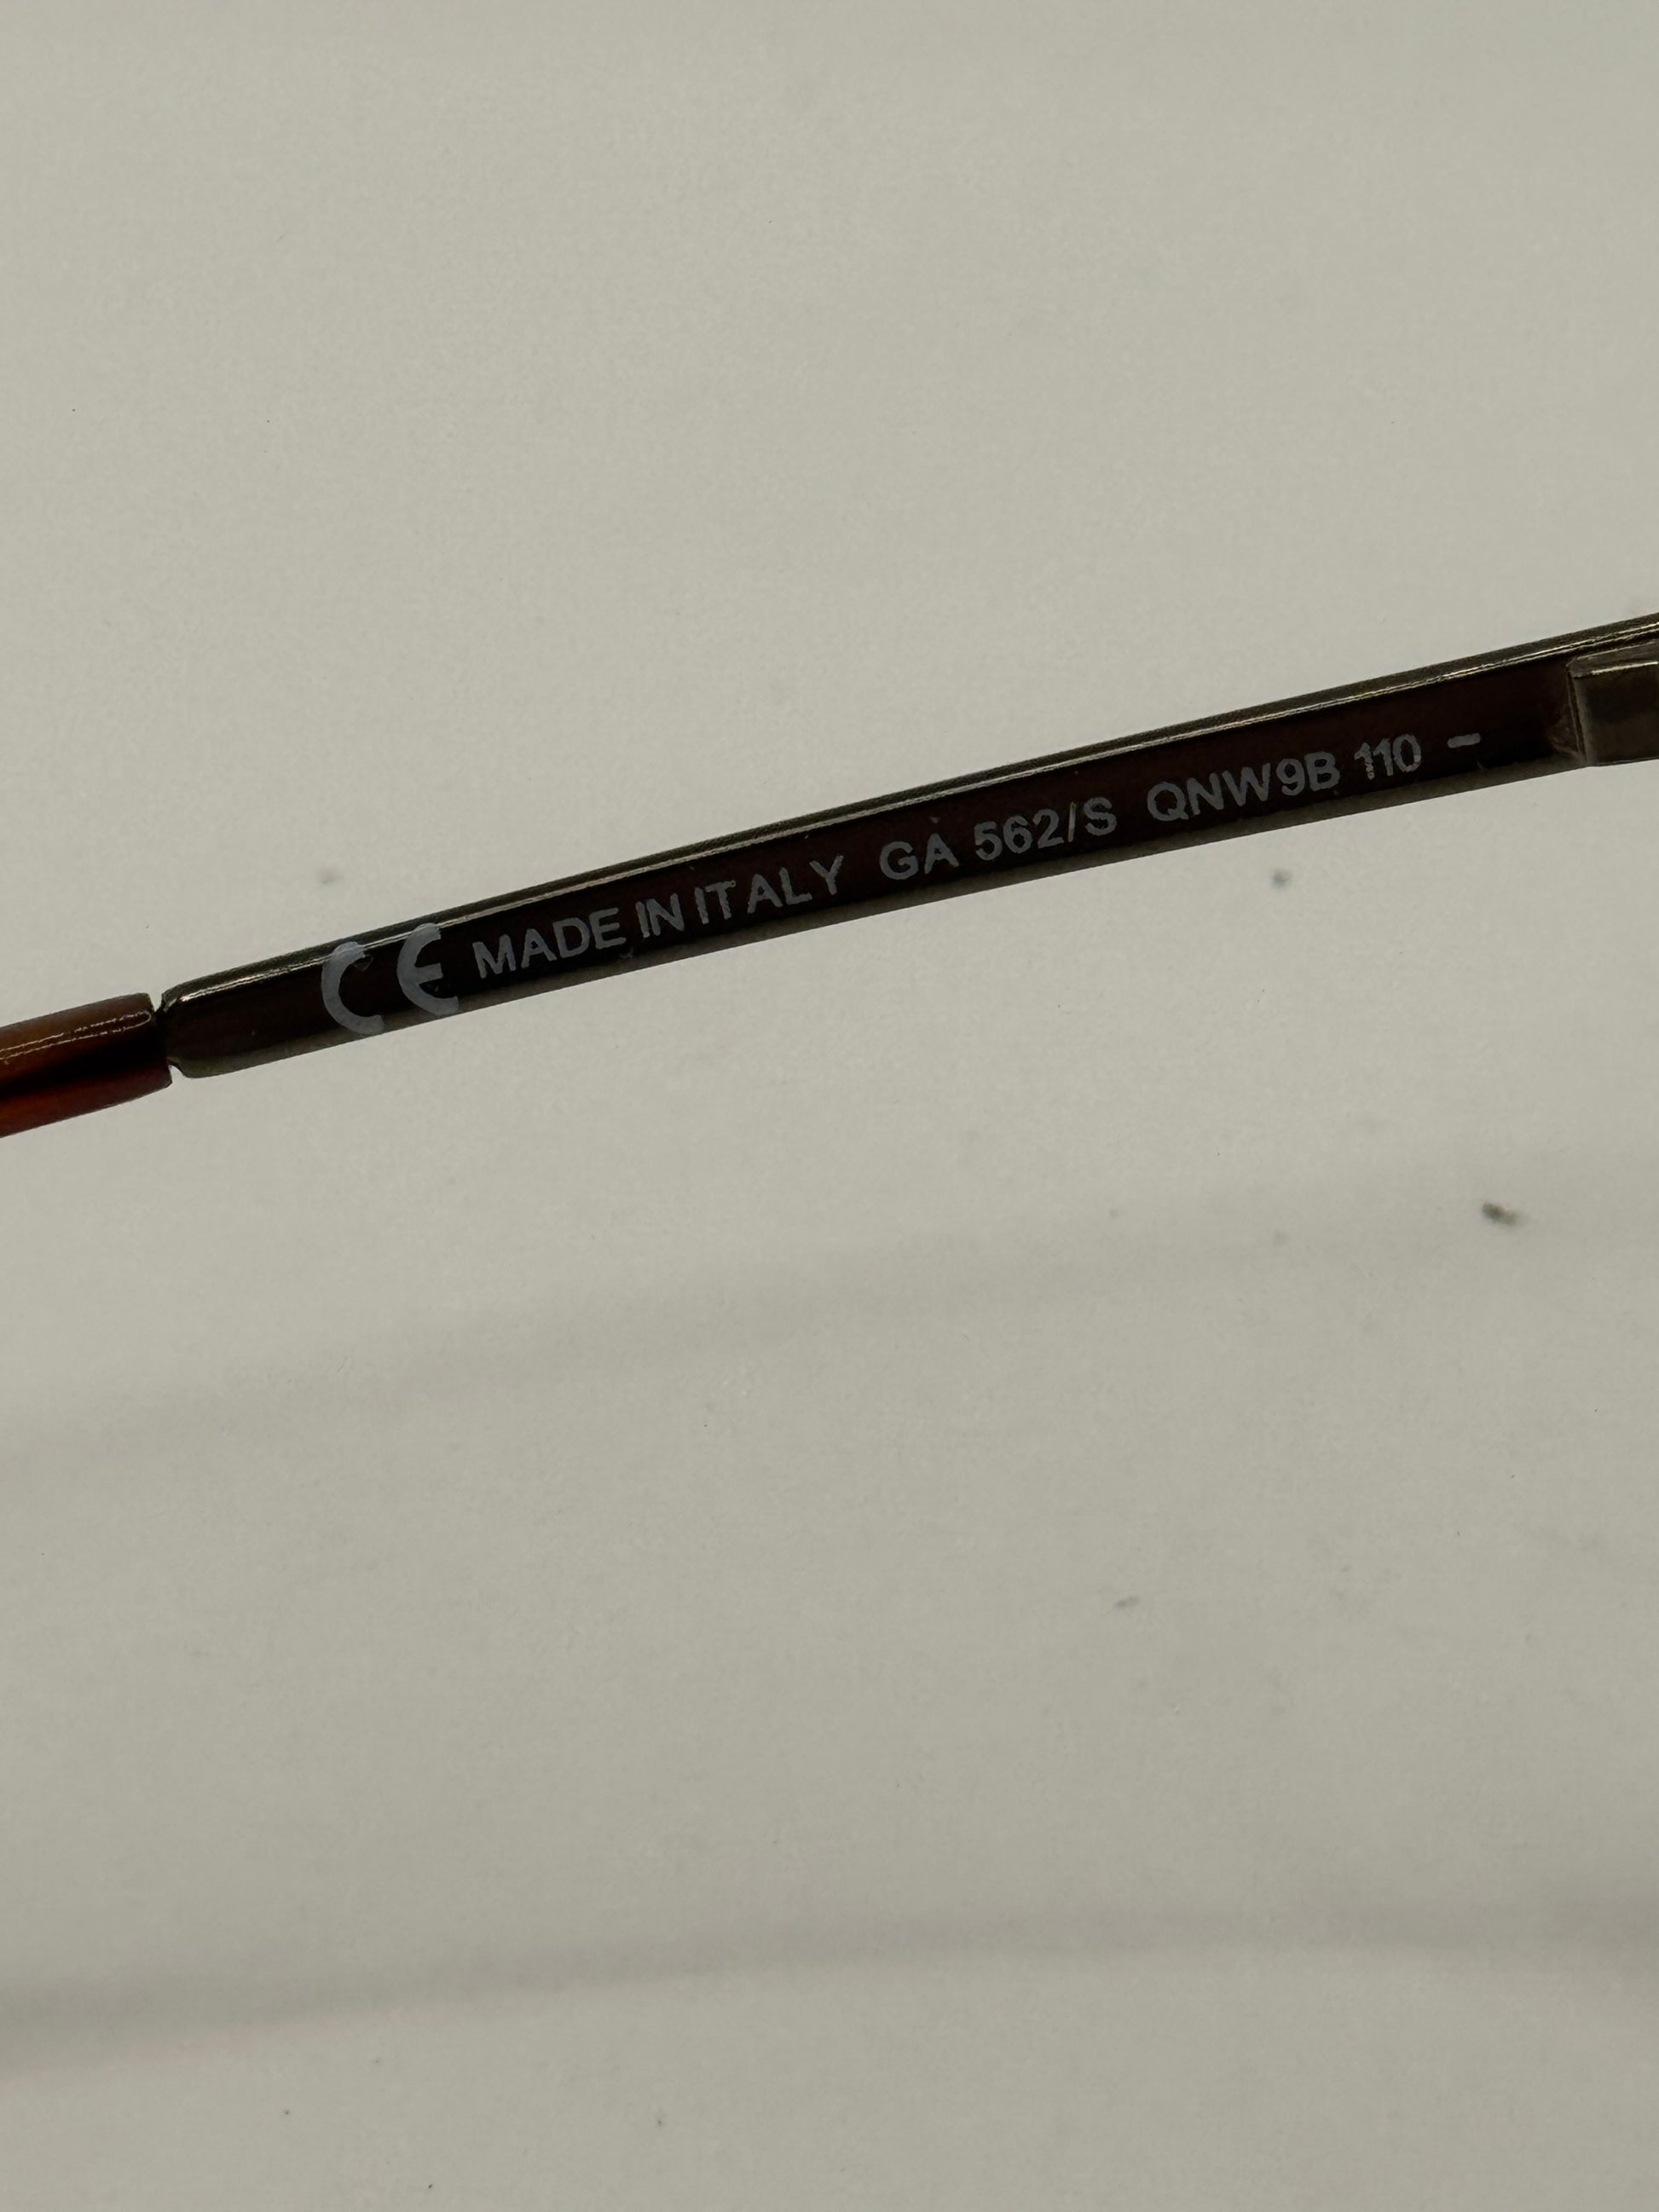 CE MADE IN ITALY GA 562/S QNW9B 110 -